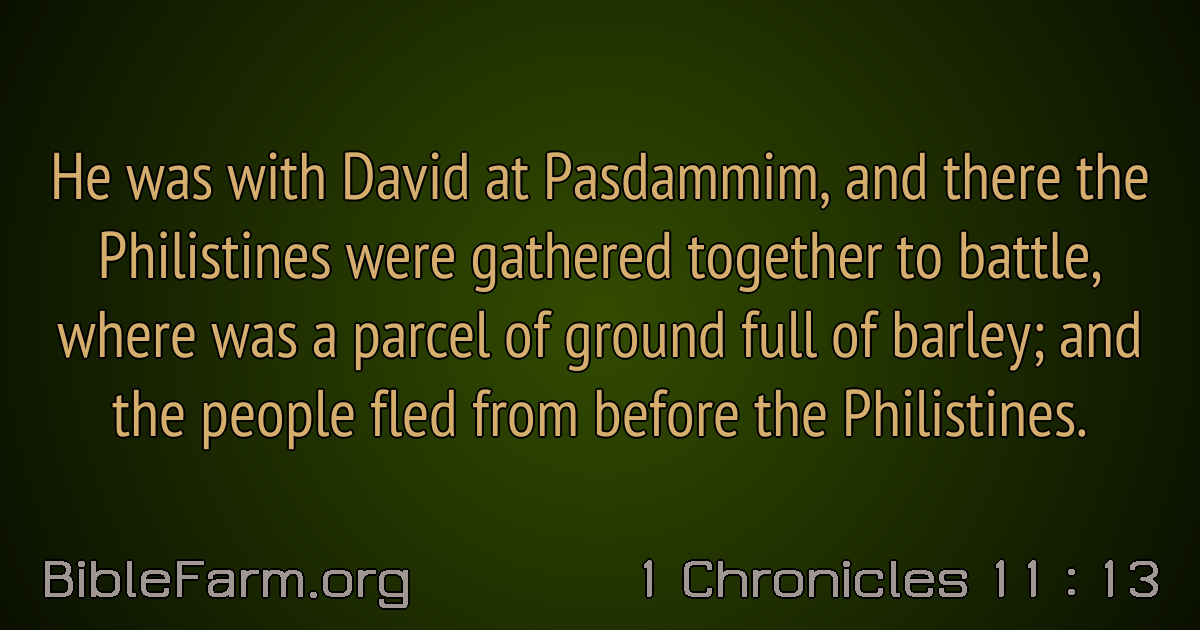 He was with David at Pasdammim, and there the
Philistines were gathered together to battle,
where was a parcel of ground full of barley; and
the people fled from before the Philistines.
BibleFarm.org
1 Chronicles 11 : 13